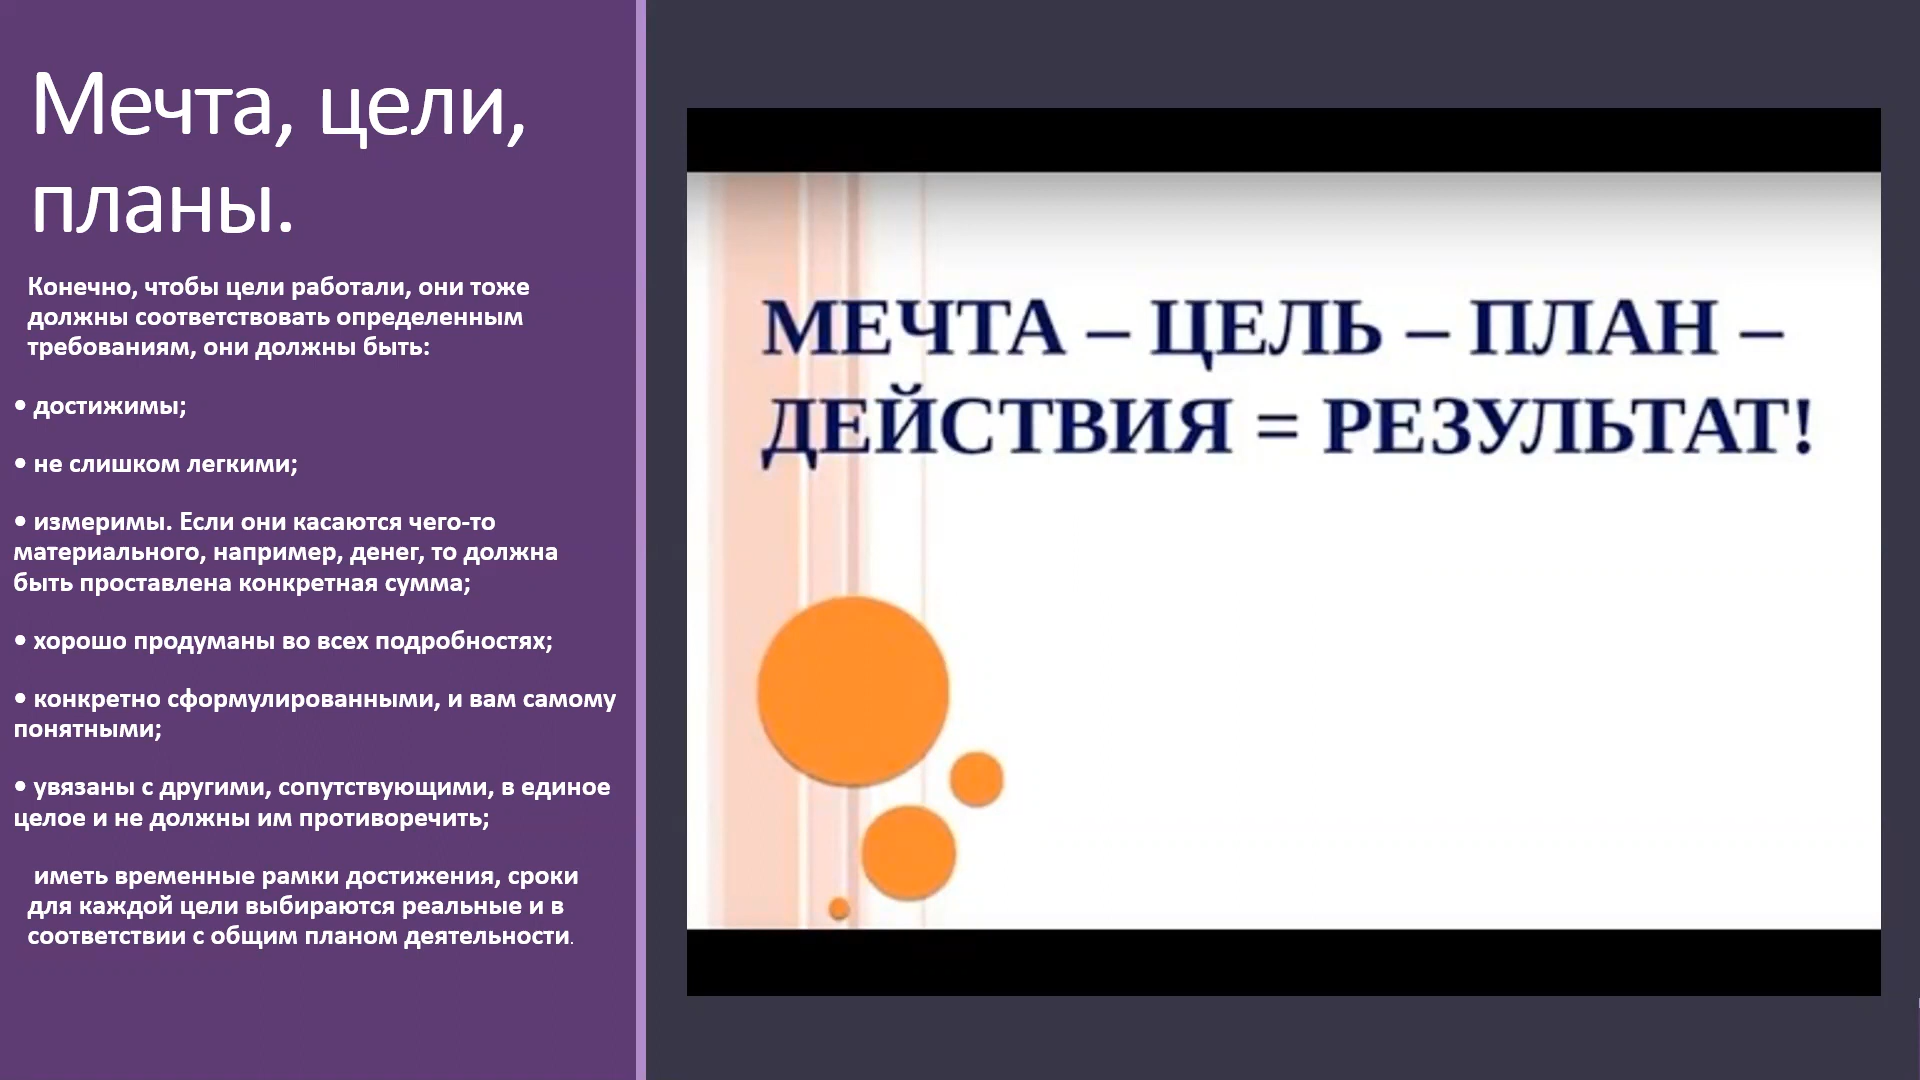 Мечта, цели,
планы.
Конечно, чтобы цели работали, они тоже
должны соответствовать определенным
требованиям, они должны быть:
• достижимы;
• не слишком легкими;
• измеримы. Если они касаются чего-то
материального, например, денег, то должна
быть проставлена конкретная сумма;
• хорошо продуманы во всех подробностях;
• конкретно сформулированными, и вам самому
понятными;
• увязаны с другими, сопутствующими, в единое
целое и не должны им противоречить;
иметь временные рамки достижения, сроки
для каждой цели выбираются реальные и в
соответствии с общим планом деятельности.
МЕЧТА – ЦЕЛЬ – ПЛАН –
ДЕЙСТВИЯ = РЕЗУЛЬТАТ!